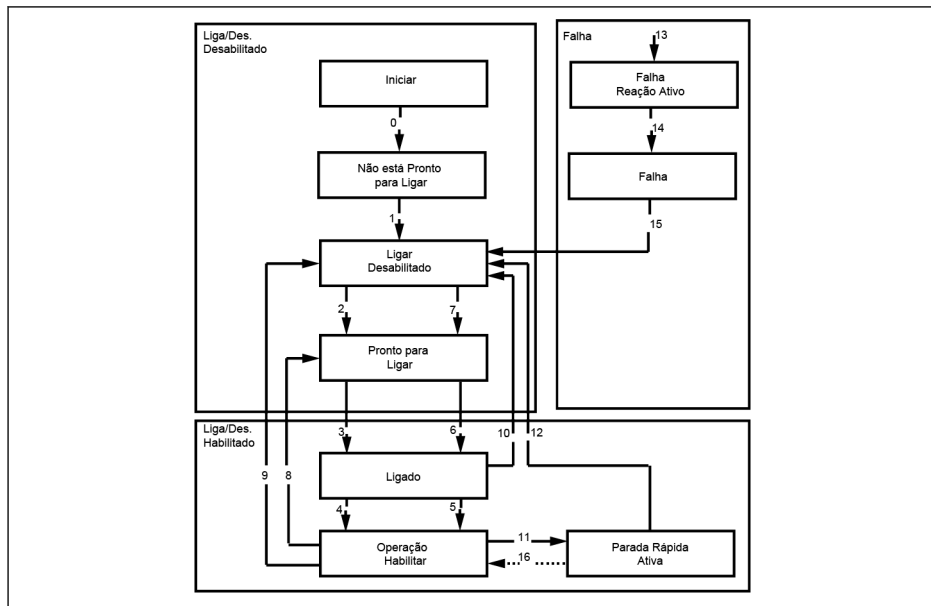 Liga/Des.
Desabilitado
Iniciar
0
Não está Pronto
para Ligar
1
Ligar
Desabilitado
2
7
Pronto para
Ligar
Falha
13
Falha
Reação Ativo
14
Falha
15
Liga/Des.
Habilitado
3
6
10
12
9
8
Ligado
4
5
Operação
Habilitar
11
16
Parada Rápida
Ativa